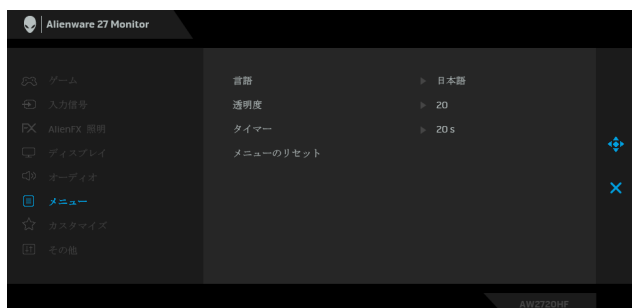 Alienware 27 Monitor
ゲーム
入力信号
AlienFX 照明
ディスプレイ
オーディオ
メニュー
カスタマイズ
その他
言語 日本語
透明度 20
タイマー 20 s
メニューのリセット
AW2720HF